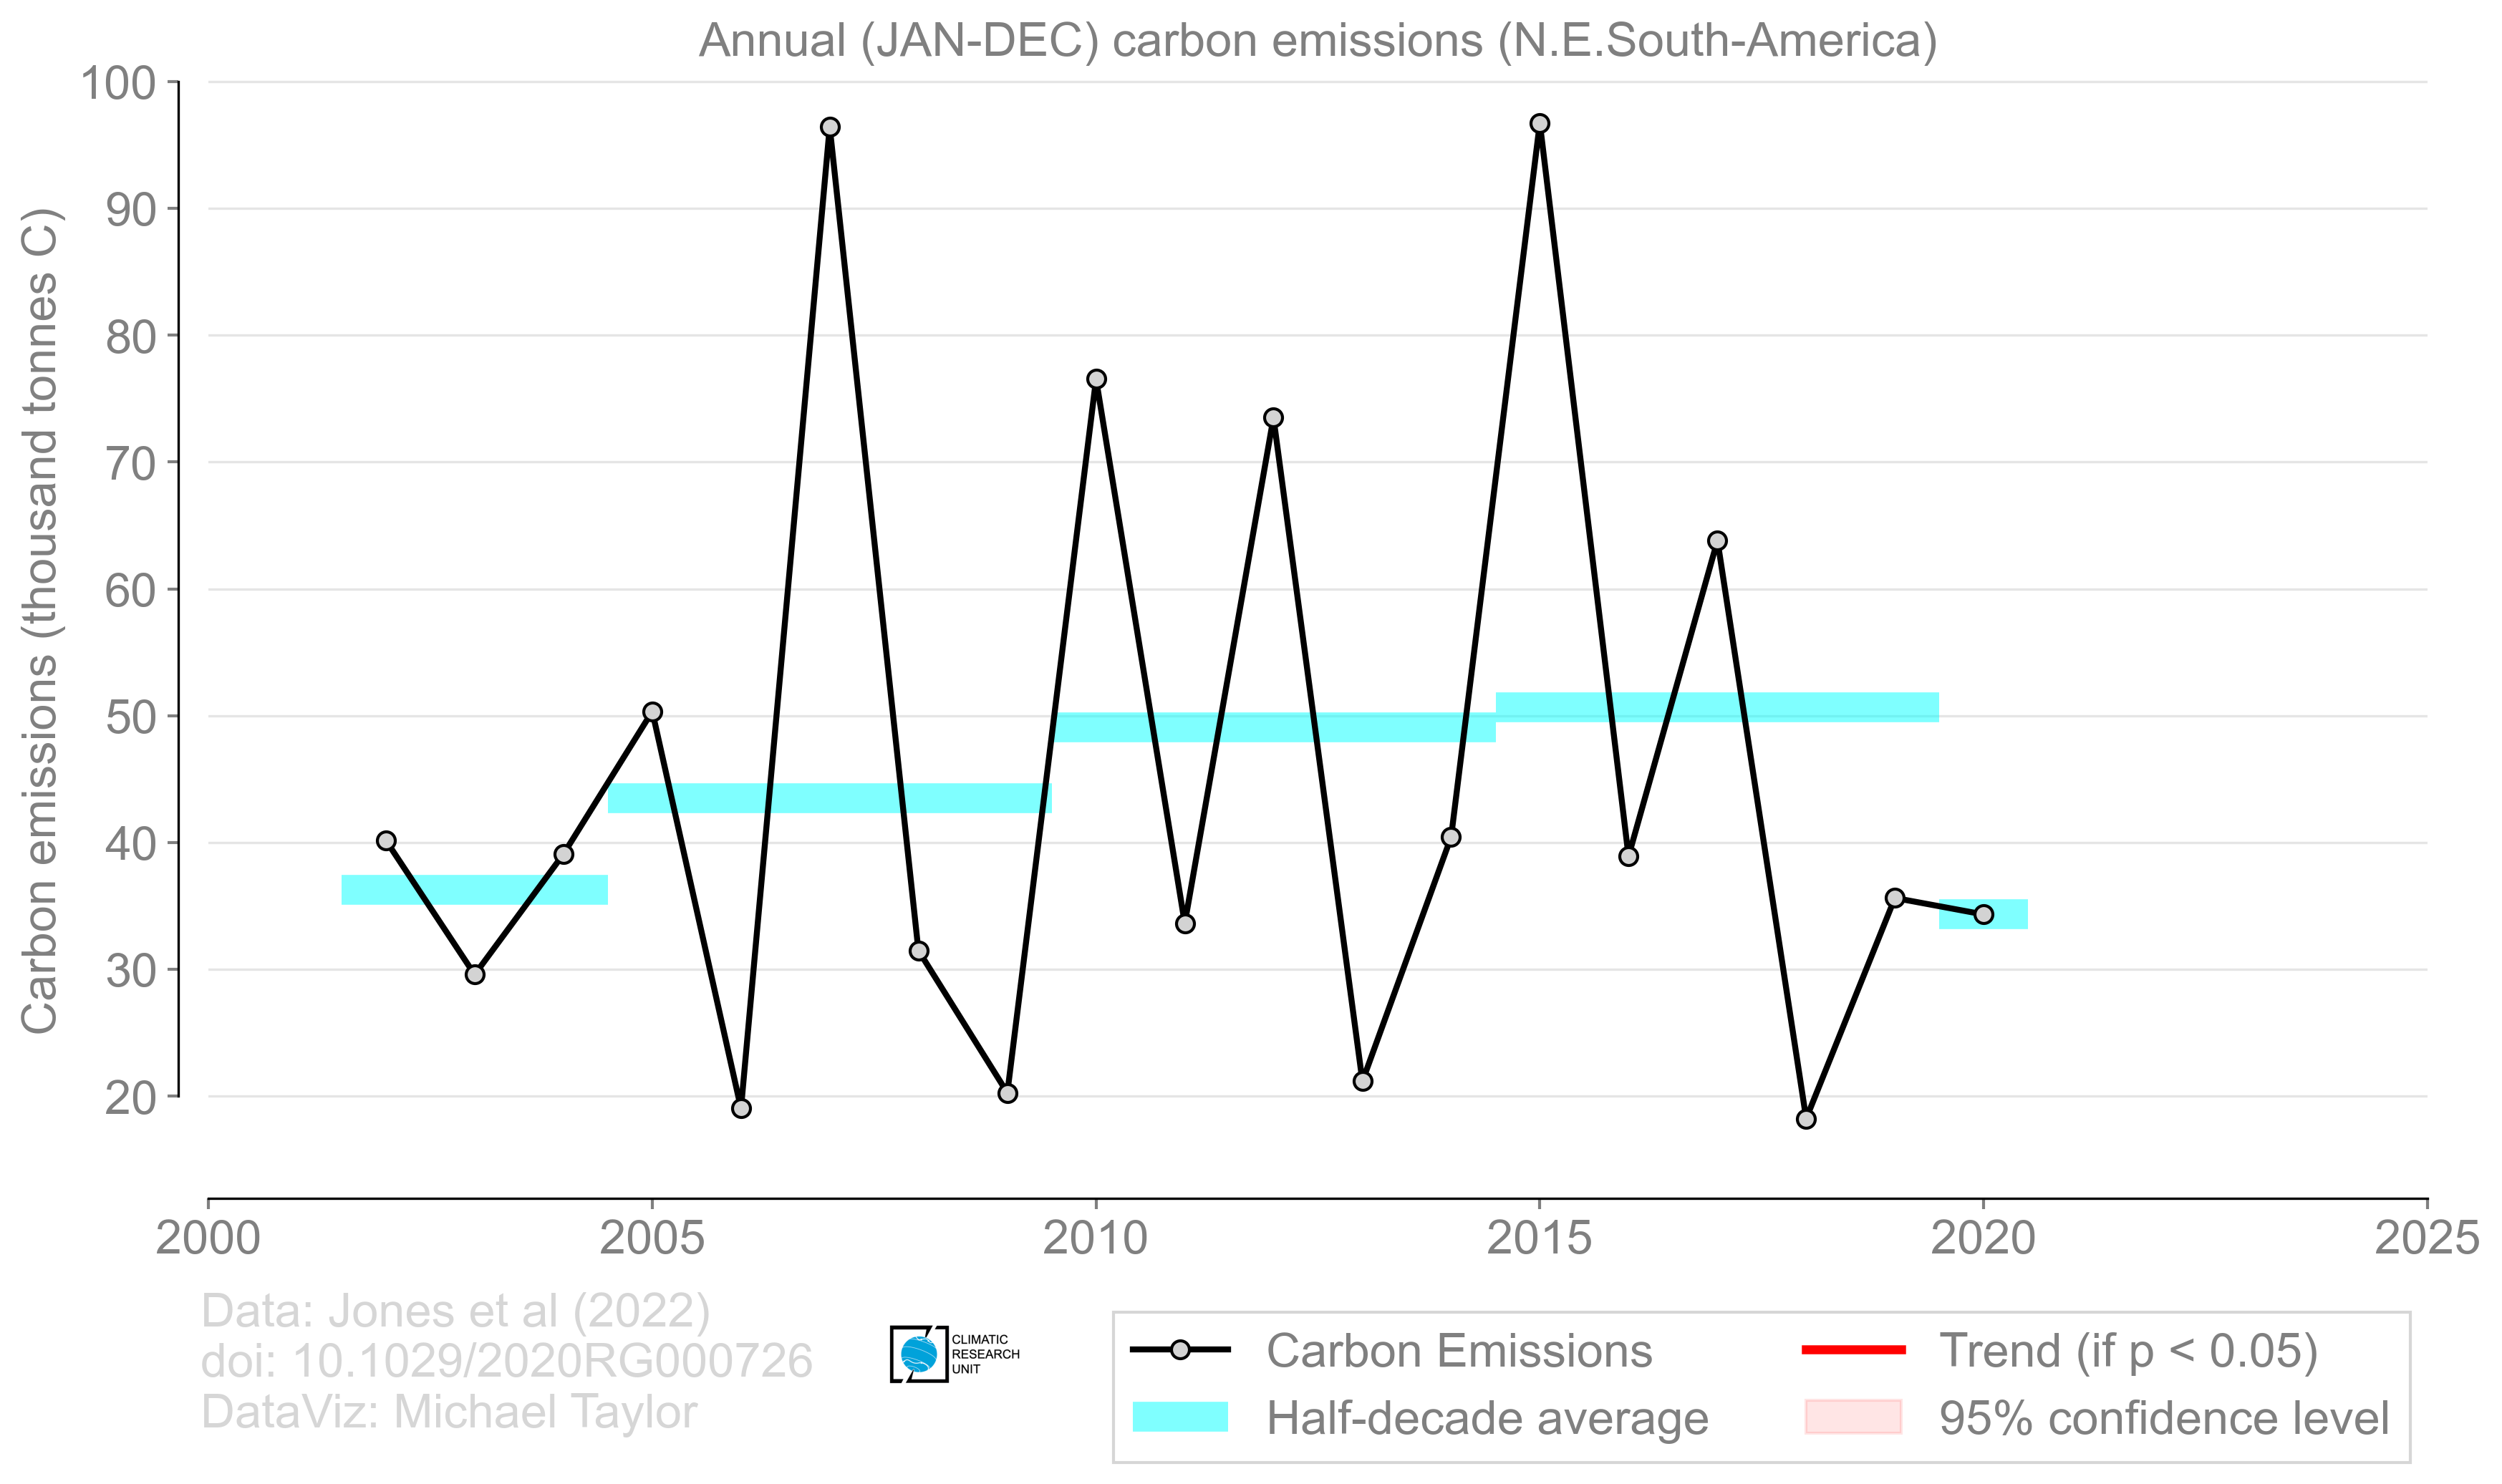 Annual (JAN-DEC) carbon emissions (N.E.South-America)
Carbon emissions (thousand tonnes C)
100
90
80
70
60
50
40
30
20
2000 2005 2010 2015 2020 2025
Data: Jones et al (2022)
doi: 10.1029/2020RG000726
DataViz: Michael Taylor
CLIMATIC
RESEARCH
UNIT
Carbon Emissions
Half-decade average
Trend (if p < 0.05)
95% confidence level